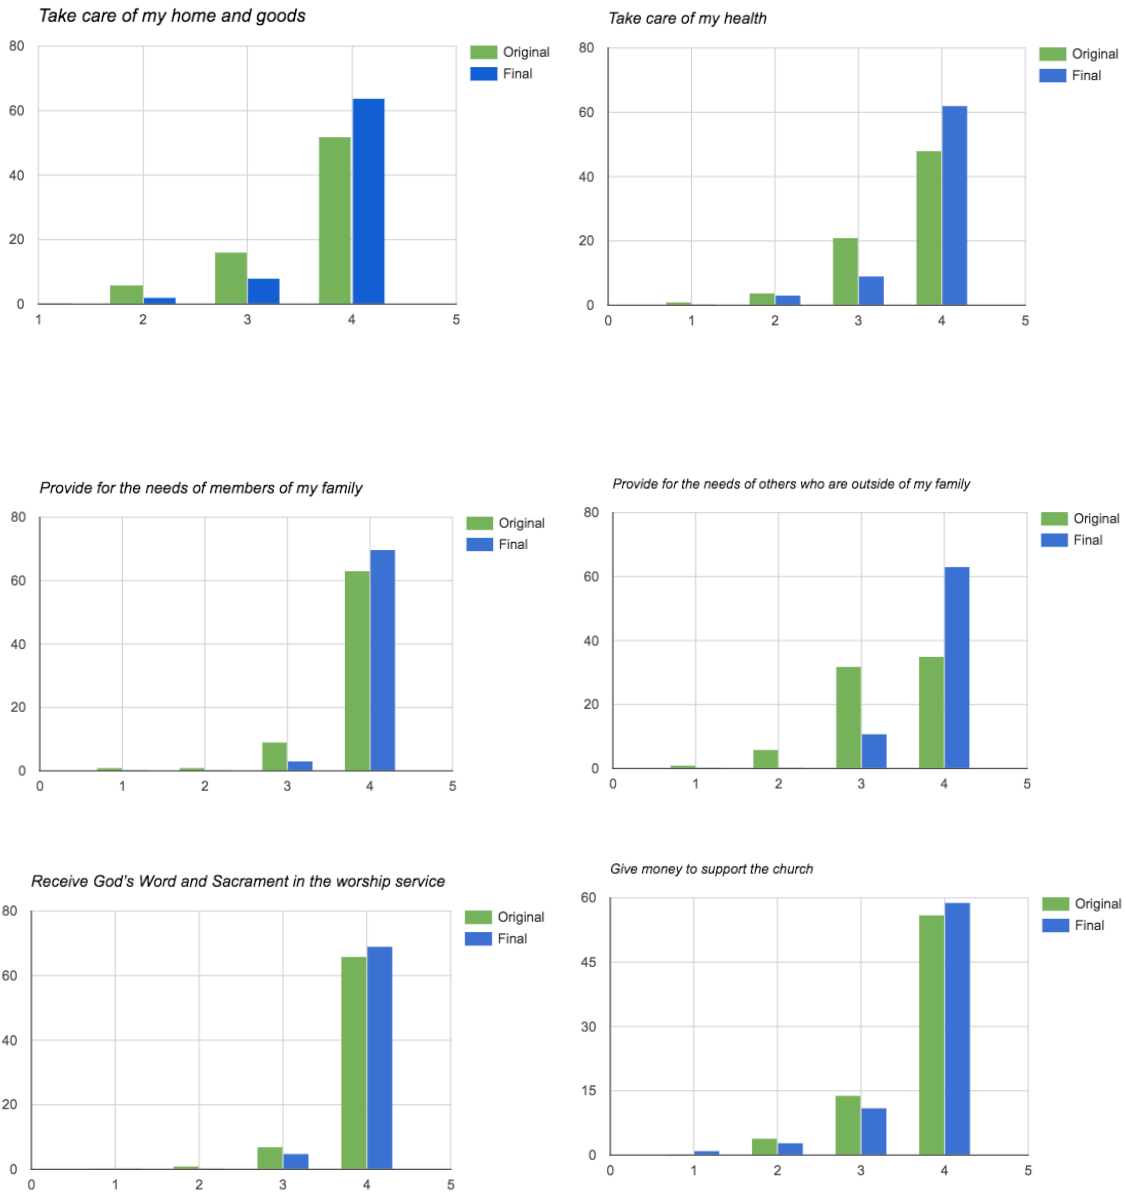 Take care of my home and goods
80
60
40
20
0
1 2 3 4 5
Original
Final
Take care of my health
80
60
40
20
0
0 1 2 3 4 5
Original
Final
Provide for the needs of members of my family
80
60
40
20
0
0 1 2 3 4 5
Original
Final
Provide for the needs of others who are outside of my family
80
60
40
20
0
0 1 2 3 4 5
Original
Final
Receive God's Word and Sacrament in the worship service
80
60
40
20
0
0 1 2 3 4 5
Original
Final
Give money to support the church
60
45
30
15
0
0 1 2 3 4 5
Original
Final